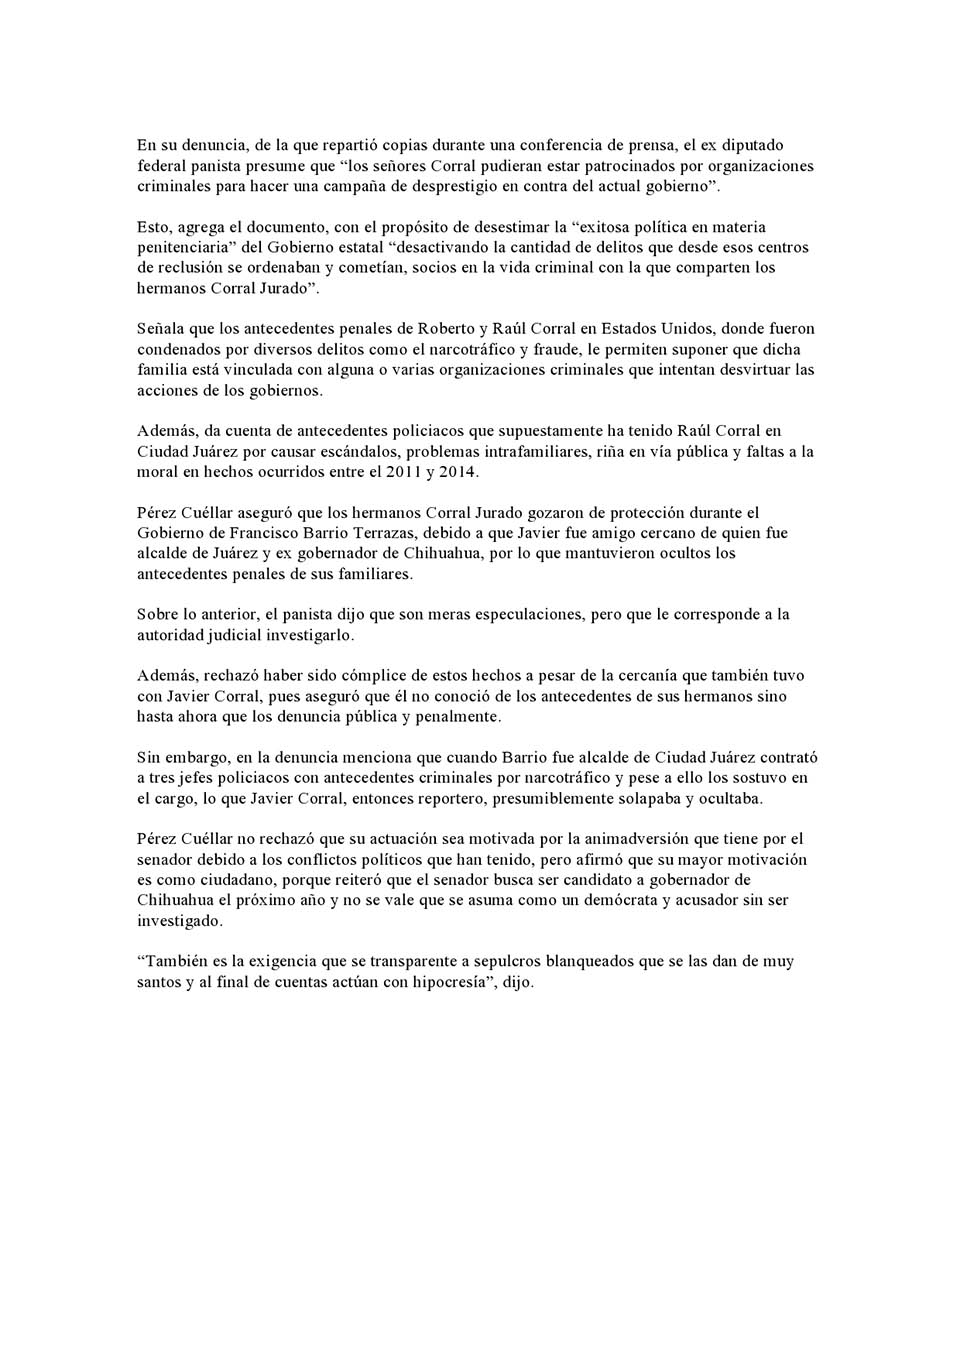 En su denuncia, de la que repartió copias durante una conferencia de prensa, el ex diputado
federal panista presume que “los señores Corral pudieran estar patrocinados por organizaciones
criminales para hacer una campaña de desprestigio en contra del actual gobierno”.
Esto, agrega el documento, con el propósito de desestimar la “exitosa política en materia
penitenciaria” del Gobierno estatal “desactivando la cantidad de delitos que desde esos centros
de reclusión se ordenaban y cometían, socios en la vida criminal con la que comparten los
hermanos Corral Jurado”.
Señala que los antecedentes penales de Roberto y Raúl Corral en Estados Unidos, donde fueron
condenados por diversos delitos como el narcotráfico y fraude, le permiten suponer que dicha
familia está vinculada con alguna o varias organizaciones criminales que intentan desvirtuar las
acciones de los gobiernos.
Además, da cuenta de antecedentes policiacos que supuestamente ha tenido Raúl Corral en
Ciudad Juárez por causar escándalos, problemas intrafamiliares, riña en vía pública y faltas a la
moral en hechos ocurridos entre el 2011 y 2014.
Pérez Cuéllar aseguró que los hermanos Corral Jurado gozaron de protección durante el
Gobierno de Francisco Barrio Terrazas, debido a que Javier fue amigo cercano de quien fue
alcalde de Juárez y ex gobernador de Chihuahua, por lo que mantuvieron ocultos los
antecedentes penales de sus familiares.
Sobre lo anterior, el panista dijo que son meras especulaciones, pero que le corresponde a la
autoridad judicial investigarlo.
Además, rechazó haber sido cómplice de estos hechos a pesar de la cercanía que también tuvo
con Javier Corral, pues aseguró que él no conoció de los antecedentes de sus hermanos sino
hasta ahora que los denuncia pública y penalmente.
Sin embargo, en la denuncia menciona que cuando Barrio fue alcalde de Ciudad Juárez contrató
a tres jefes policiacos con antecedentes criminales por narcotráfico y pese a ello los sostuvo en
el cargo, lo que Javier Corral, entonces reportero, presumiblemente solapaba y ocultaba.
Pérez Cuéllar no rechazó que su actuación sea motivada por la animadversión que tiene por el
senador debido a los conflictos políticos que han tenido, pero afirmó que su mayor motivación
es como ciudadano, porque reiteró que el senador busca ser candidato a gobernador de
Chihuahua el próximo año y no se vale que se asuma como un demócrata y acusador sin ser
investigado.
“También es la exigencia que se transparente a sepulcros blanqueados que se las dan de muy
santos y al final de cuentas actúan con hipocresía”, dijo.